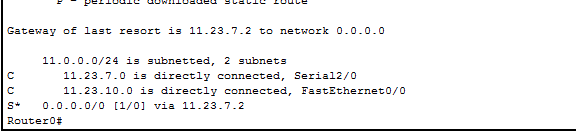 P - periodic downloaded static route
Gateway of last resort is 11.23.7.2 to network 0.0.0.0
11.0.0.0/24 is subnetted, 2 subnets
C 11.23.7.0 is directly connected, Serial2/0
C 11.23.10.0 is directly connected, FastEthernet0/0
S* 0.0.0.0/0 [1/0] via 11.23.7.2
Router0#